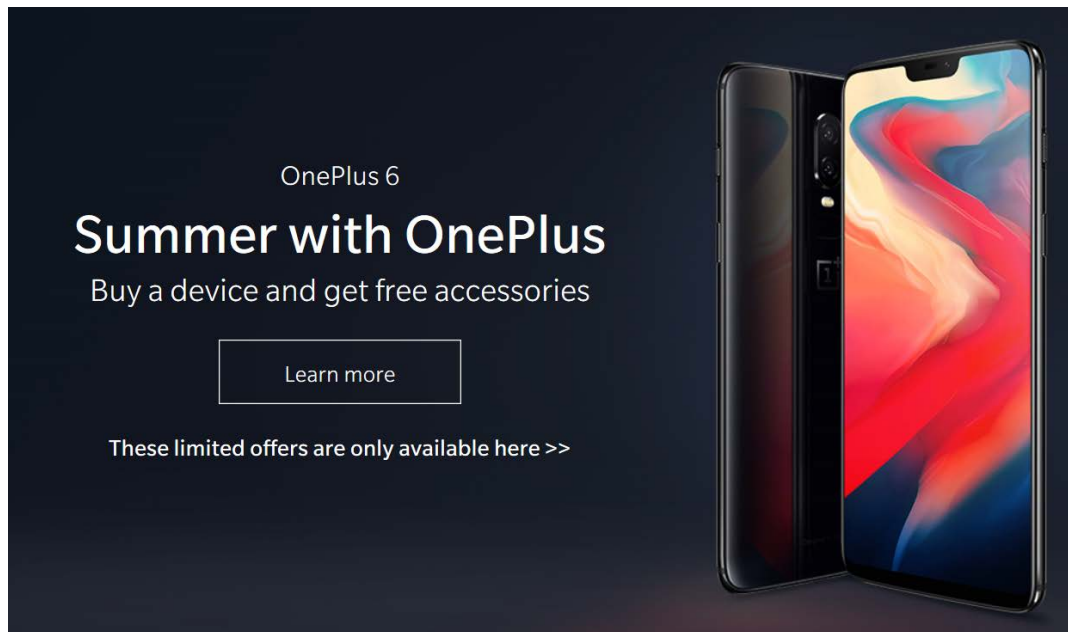 OnePlus 6
Summer with OnePlus
Buy a device and get free accessories
Learn more
These limited offers are only available here >>